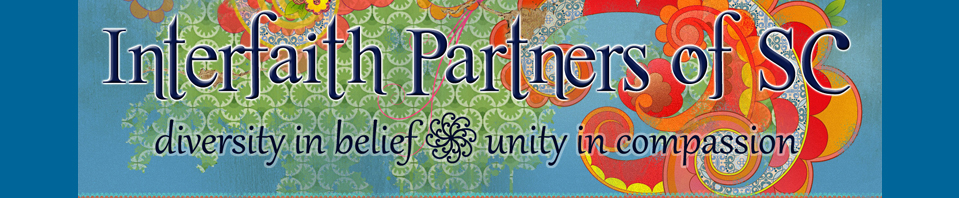 Interfaith Partners of SC
diversity in belief unity in compassion